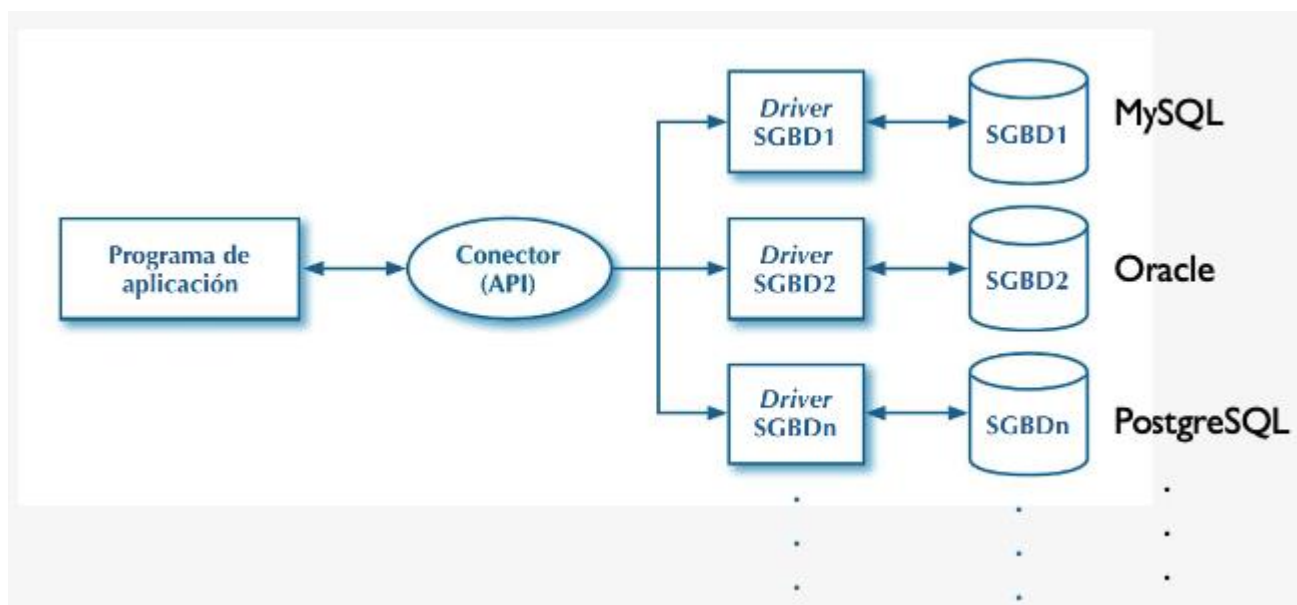 Programa de
aplicación
Conector
(API)
Driver
SGBD1
SGBD1
MySQL
Driver
SGBD2
SGBD2
Oracle
Driver
SGBDn
SGBDn
PostgreSQL